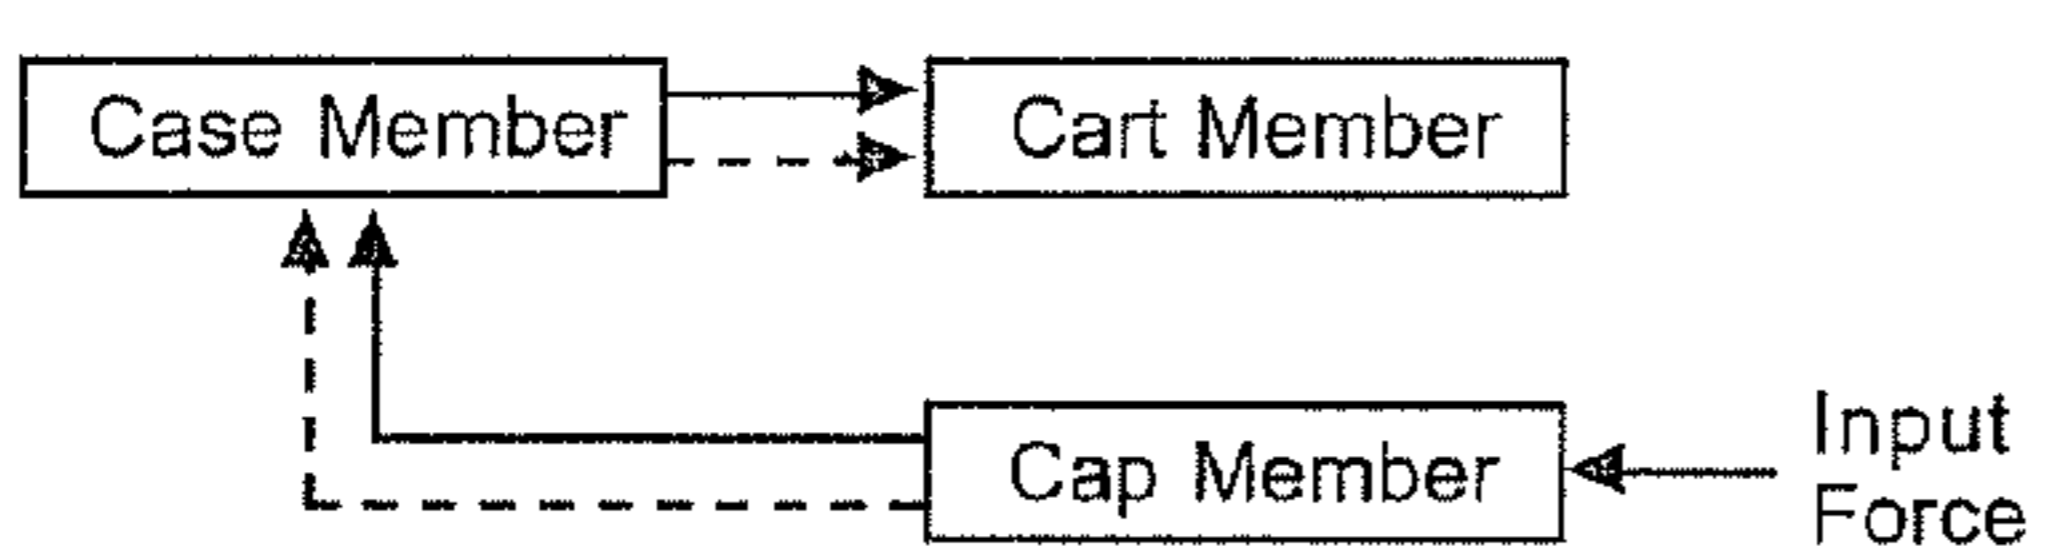 Case Member
Cart Member
Cap Member
Input
Force